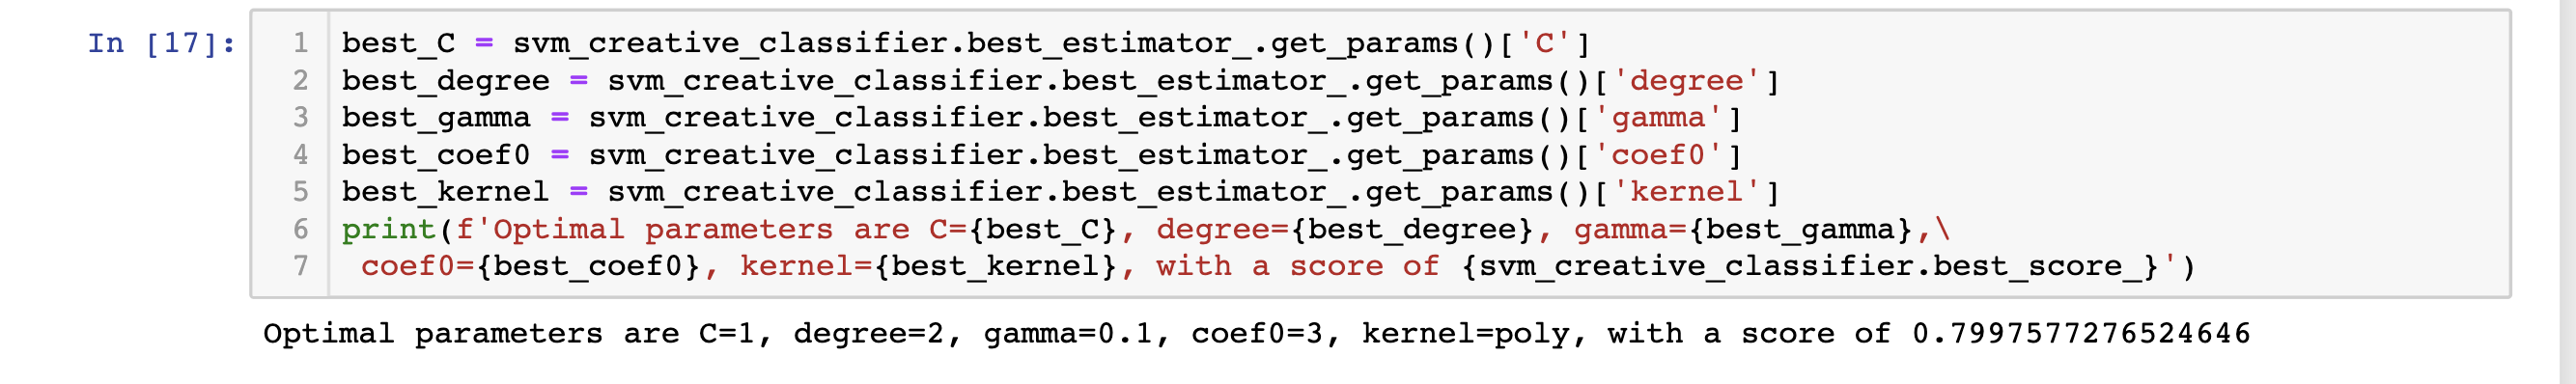 In [17]:
1 best_C = svm_creative_classifier.best_estimator_.get_params()['C']
2 best_degree = svm_creative_classifier.best_estimator_.get_params()['degree']
3 best_gamma = svm_creative_classifier.best_estimator_.get_params()['gamma']
4 best_coef0 = svm_creative_classifier.best_estimator_.get_params()['coef0']
5 best_kernel = svm_creative_classifier.best_estimator_.get_params()['kernel']
6 print(f'Optimal parameters are C={best_C}, degree={best_degree}, gamma={best_gamma},\
7  coef0={best_coef0}, kernel={best_kernel}, with a score of {svm_creative_classifier.best_score_}')
Optimal parameters are C=1, degree=2, gamma=0.1, coef0=3, kernel=poly, with a score of 0.7997577276524646